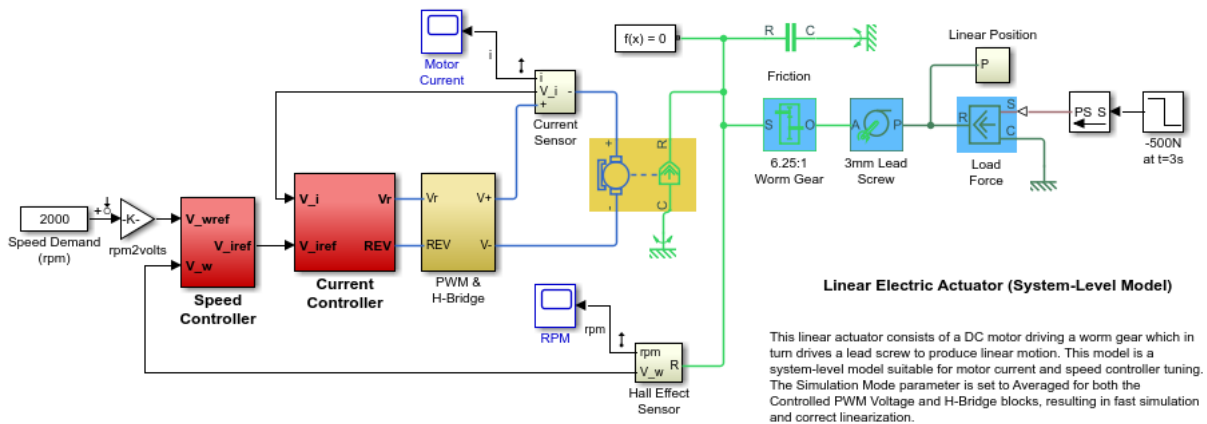 Motor
Current
i
i
V_i
+
-
Current
Sensor
f(x) = 0
R
C
Friction
Linear Position
P
S
O
6.25:1
Worm Gear
A
P
3mm Lead
Screw
R
S
C
Load
Force
PS S
-500N
at t=3s
+
-
R
C
2000
Speed Demand
(rpm)
-K-
rpm2volts
V_wref
V_iref
V_w
Speed
Controller
V_i
Vr
V_iref
REV
Current
Controller
Vr
V+
REV
V-
PWM &
H-Bridge
RPM
rpm
rpm
V_w
R
Hall Effect
Sensor
Linear Electric Actuator (System-Level Model)
This linear actuator consists of a DC motor driving a worm gear which in
turn drives a lead screw to produce linear motion. This model is a
system-level model suitable for motor current and speed controller tuning.
The Simulation Mode parameter is set to Averaged for both the
Controlled PWM Voltage and H-Bridge blocks, resulting in fast simulation
and correct linearization.